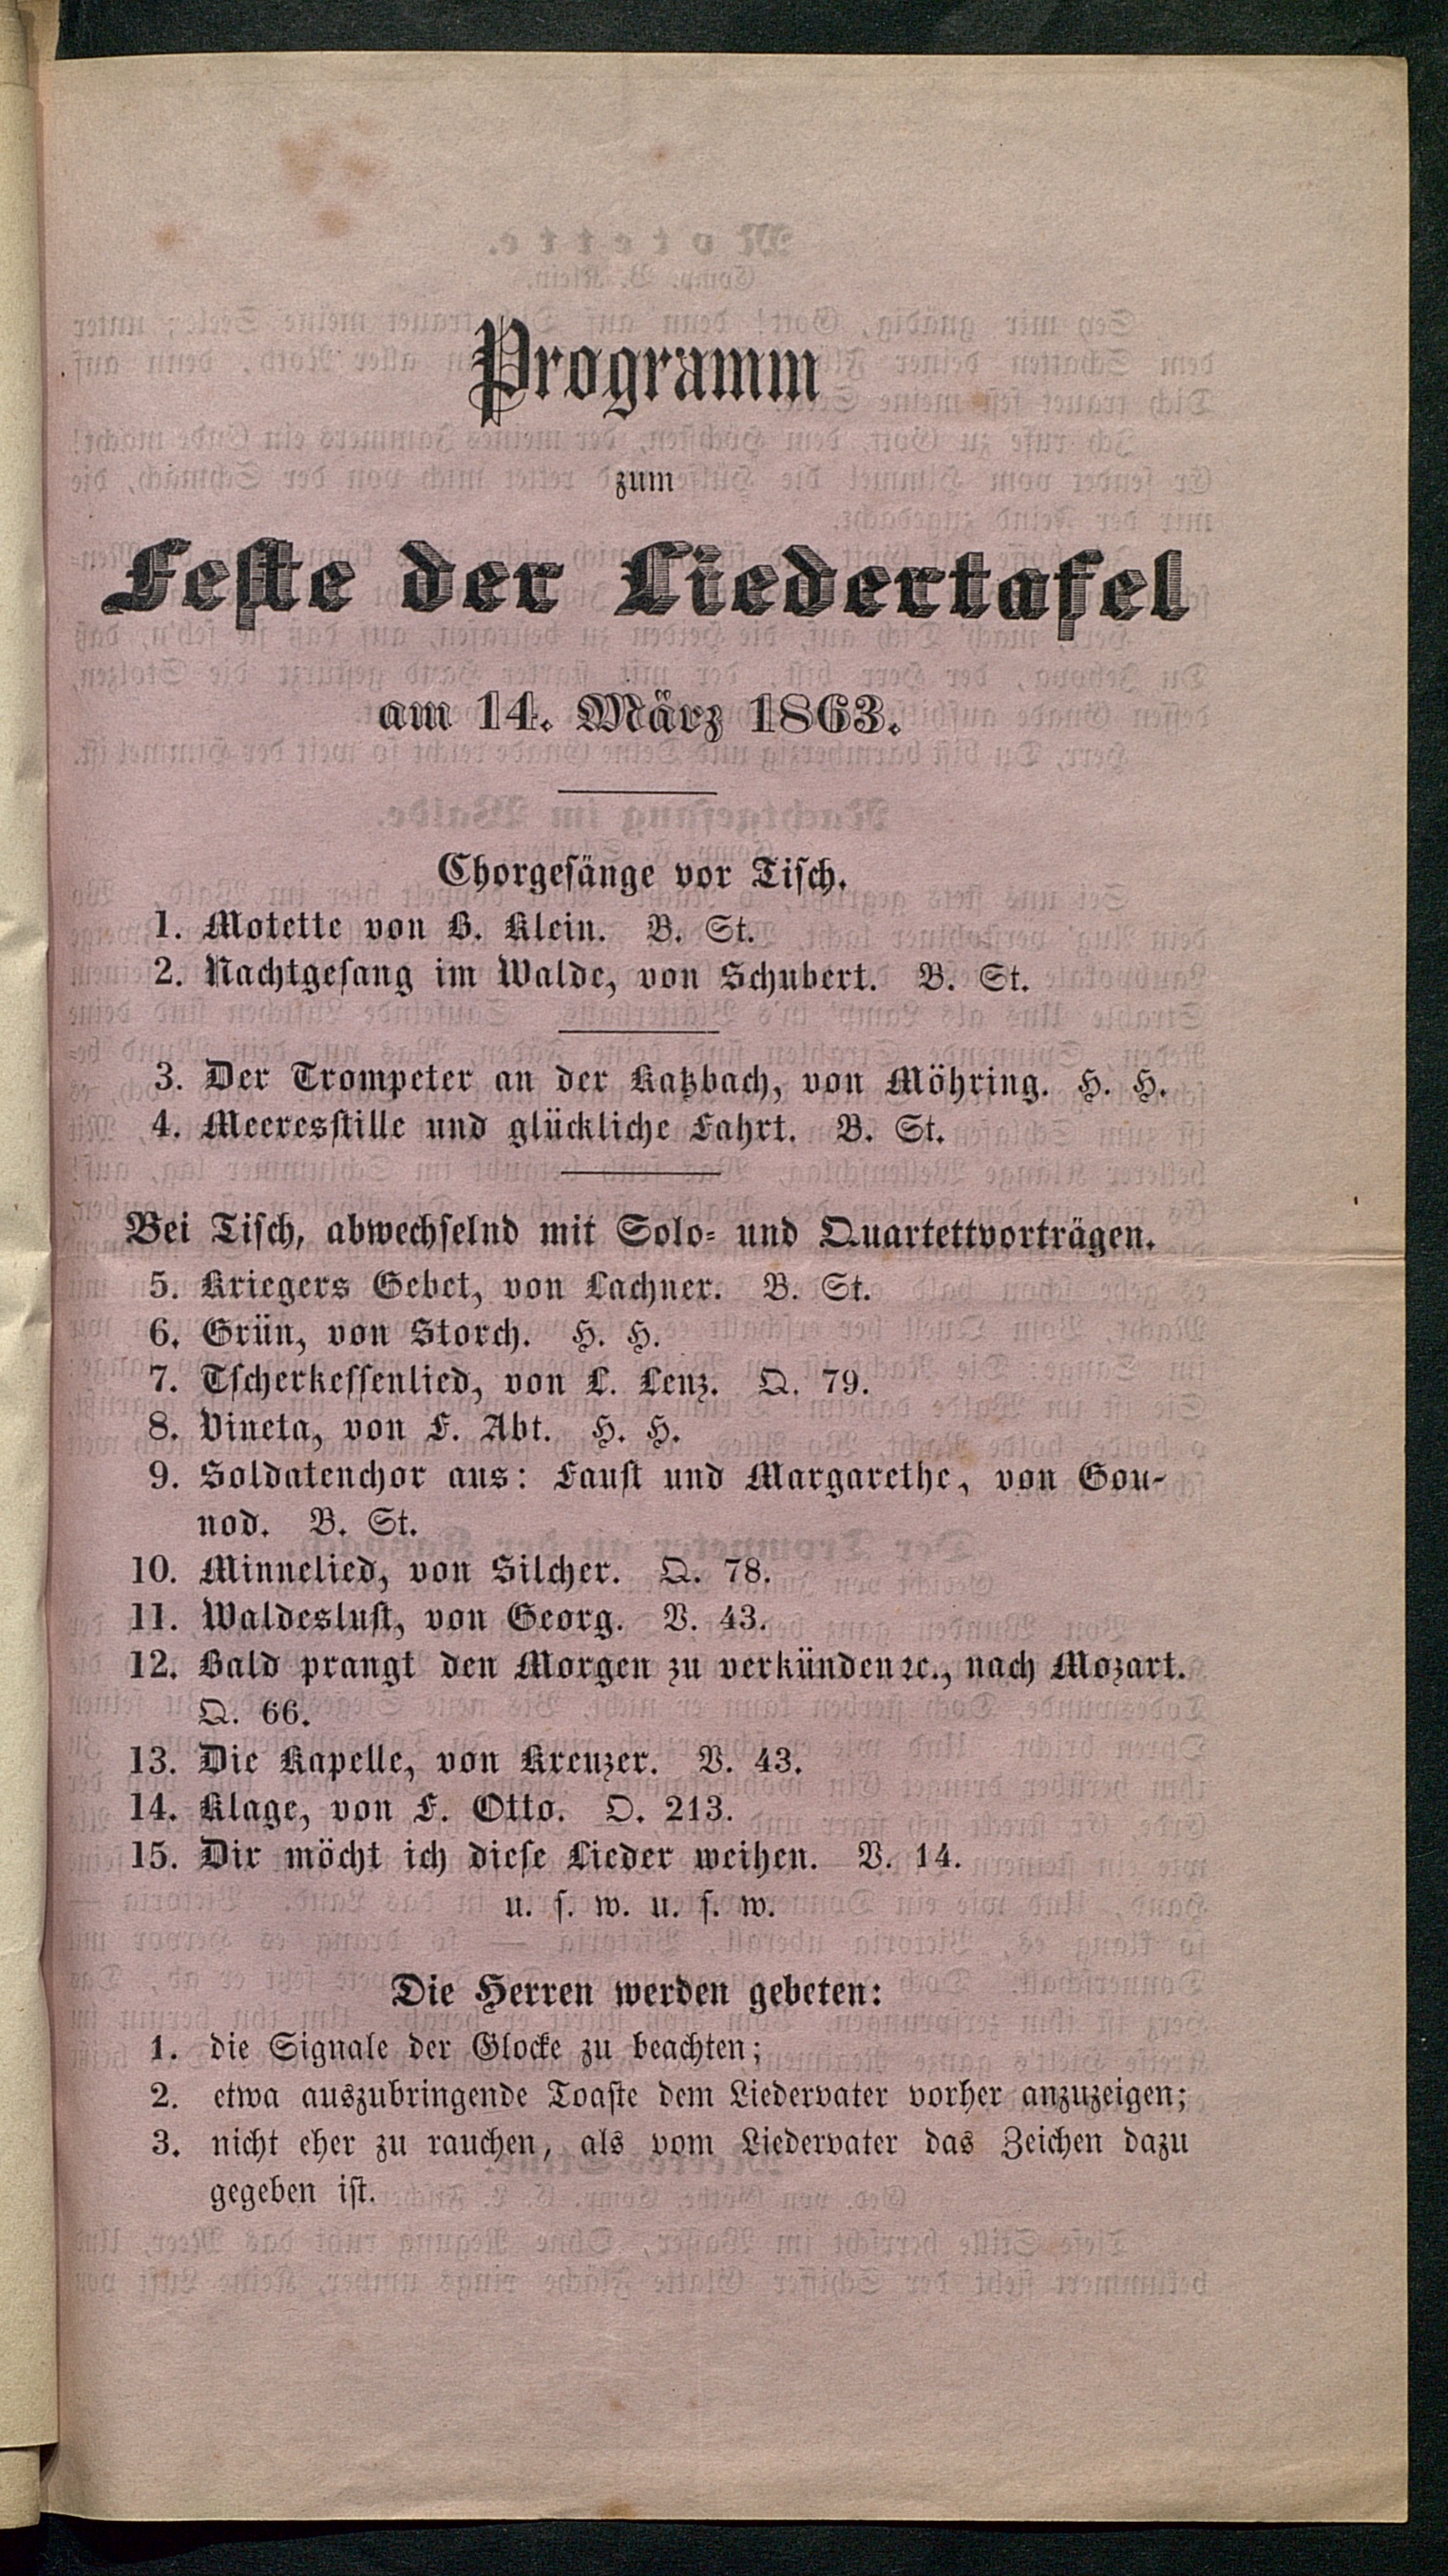 Programm
zum
Feste der Liedertafel
am 14. März 1863.
Chorgesänge vor Tisch.
1. Motette von B. Klein. B. St.
2. Nachtgesang im Walde, von Schubert. B. St.
3. Der Trompeter an der Katzbach, von Möhring. H. H.
4. Meeresstille und glückliche Fahrt. B. St.
Bei Tisch, abwechselnd mit Solo- und Quartettvorträgen.
5. Kriegers Gebet, von Lachner. B. St.
6. Grün, von Storch. H. H.
7. Tscherkessenlied, von L. Lenz. Q. 79.
8. Vineta, von F. Abt. H. H.
9. Soldatenchor aus: Faust und Margarethe, von Gou-
nod. B. St.
10. Minnelied, von Silcher. Q. 78.
11. Waldeslust, von Georg. V. 43.
12. Bald prangt den Morgen zu verkünden ꝛc., nach Mozart.
Q. 66.
13. Die Kapelle, von Kreuzer. V. 43.
14. Klage, von F. Otto. O. 213.
15. Dir möcht ich diese Lieder weihen. V. 14.
u. s. w. u. s. w.
Die Herren werden gebeten:
1. die Signale der Glocke zu beachten;
2. etwa auszubringende Toaste dem Liedervater vorher anzuzeigen;
3. nicht eher zu rauchen, als vom Liedervater das Zeichen dazu
gegeben ist.